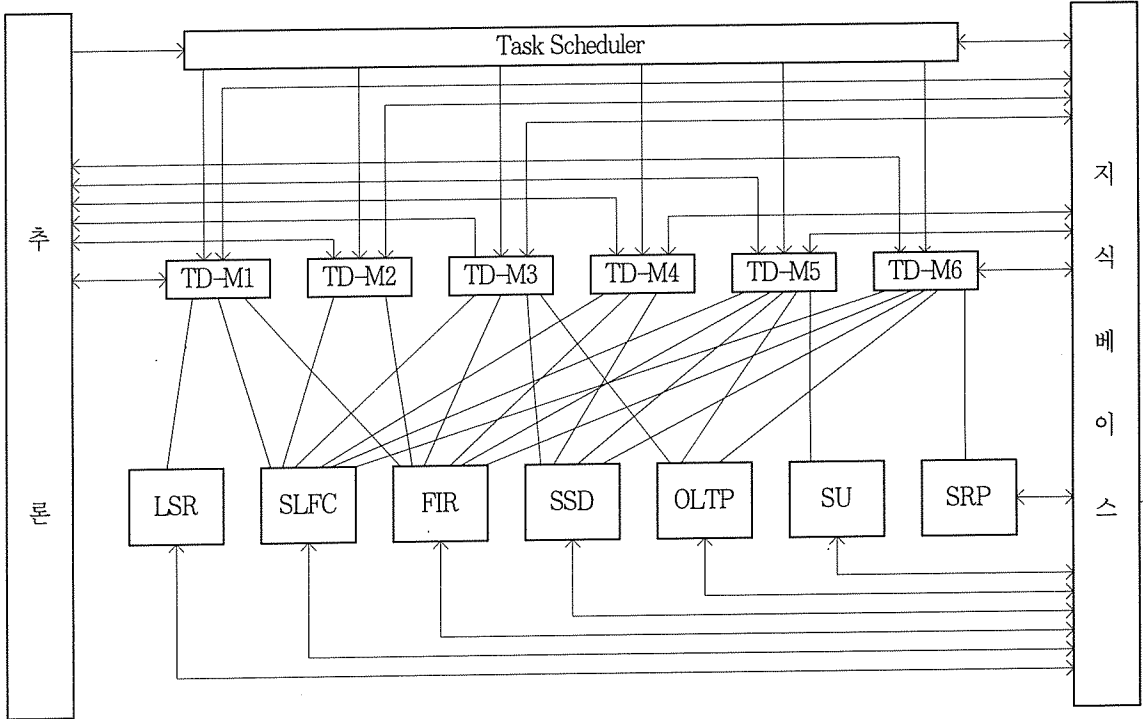 Task Scheduler
추론
지식베이스
TD-M1
TD-M2
TD-M3
TD-M4
TD-M5
TD-M6
LSR
SLFC
FIR
SSD
OLTP
SU
SRP